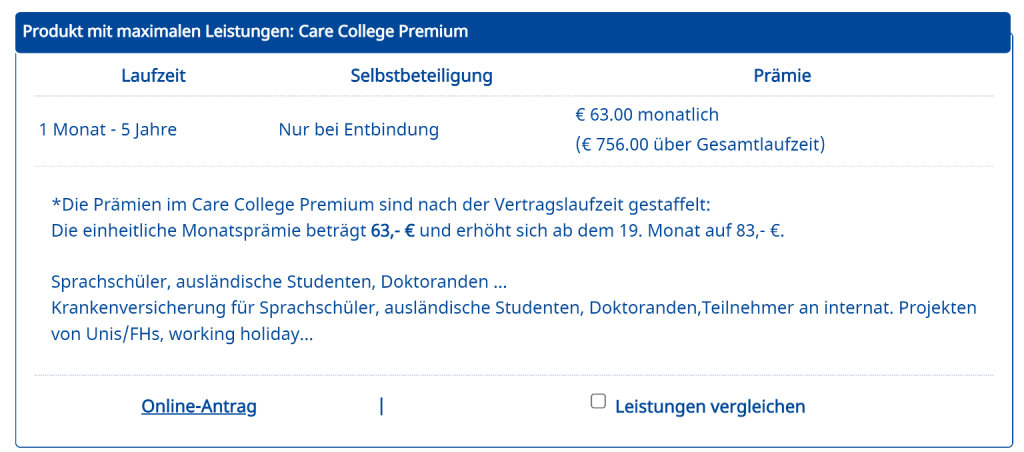 Produkt mit maximalen Leistungen: Care College Premium
Laufzeit Selbstbeteiligung Prämie
1 Monat - 5 Jahre Nur bei Entbindung € 63.00 monatlich
(€ 756.00 über Gesamtlaufzeit)
*Die Prämien im Care College Premium sind nach der Vertragslaufzeit gestaffelt:
Die einheitliche Monatsprämie beträgt 63,- € und erhöht sich ab dem 19. Monat auf 83,- €.
Sprachschüler, ausländische Studenten, Doktoranden ...
Krankenversicherung für Sprachschüler, ausländische Studenten, Doktoranden,Teilnehmer an internat. Projekten
von Unis/FHs, working holiday...
Online-Antrag | Leistungen vergleichen